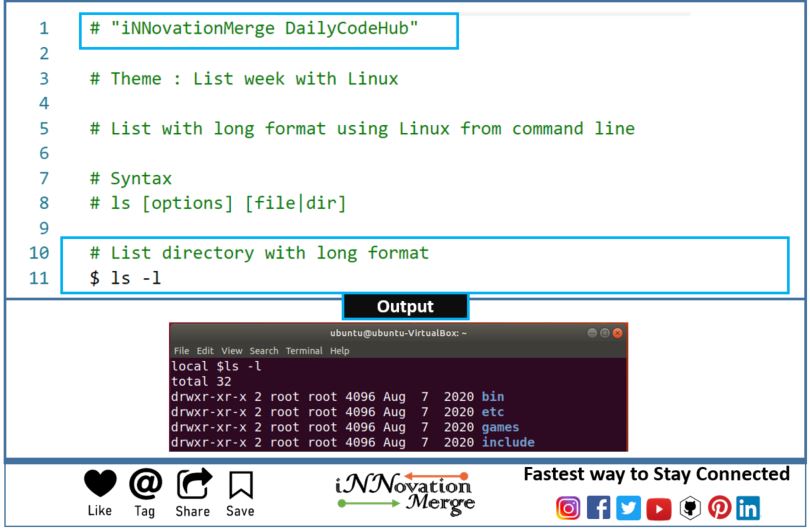 1 # "iNNovationMerge DailyCodeHub"
2
3 # Theme : List week with Linux
4
5 # List with long format using Linux from command line
6
7 # Syntax
8 # ls [options] [file|dir]
9
10 # List directory with long format
11 $ ls -l
Output
ubuntu@ubuntu-VirtualBox: ~
File Edit View Search Terminal Help
local $ls -l
total 32
drwxr-xr-x 2 root root 4096 Aug  7  2020 bin
drwxr-xr-x 2 root root 4096 Aug  7  2020 etc
drwxr-xr-x 2 root root 4096 Aug  7  2020 games
drwxr-xr-x 2 root root 4096 Aug  7  2020 include
Like Tag Share Save
iNNovation
Merge
Fastest way to Stay Connected